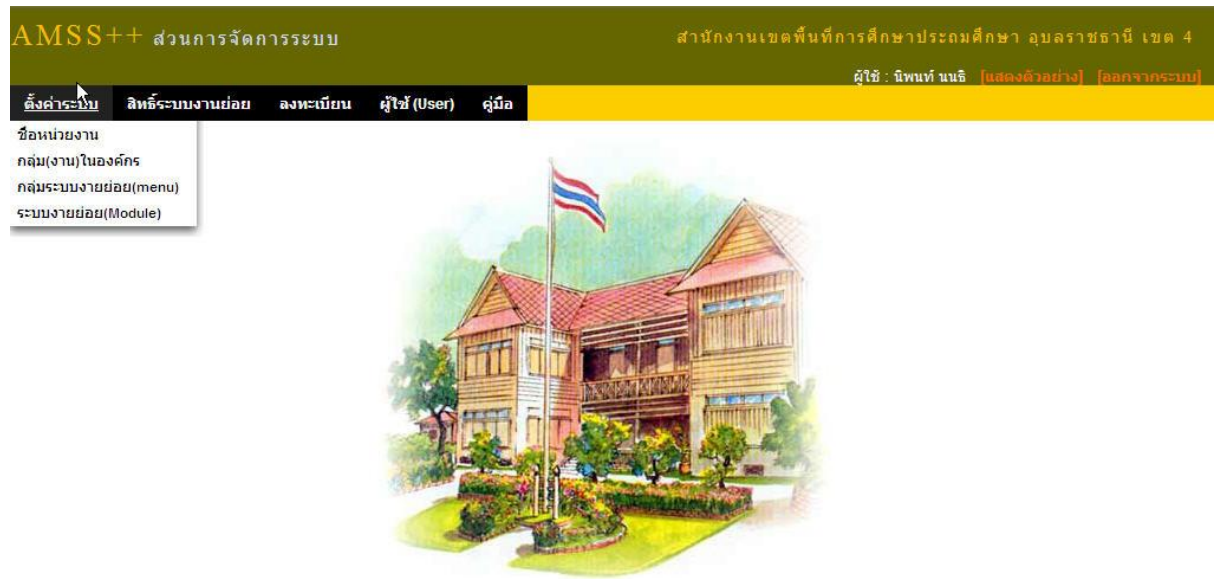 AMSS++ ส่วนการจัดการระบบ
สำนักงานเขตพื้นที่การศึกษาประถมศึกษา อุบลราชธานี เขต 4
ผู้ใช้ : นิพนท์ นนธิ [แสดงตัวอย่าง] [ออกจากระบบ]
ตั้งค่าระบบ สิทธิ์ระบบงานย่อย ลงทะเบียน ผู้ใช้ (User) คู่มือ
ชื่อหน่วยงาน
กลุ่ม(งาน)ในองค์กร
กลุ่มระบบงายย่อย(menu)
ระบบงายย่อย(Module)